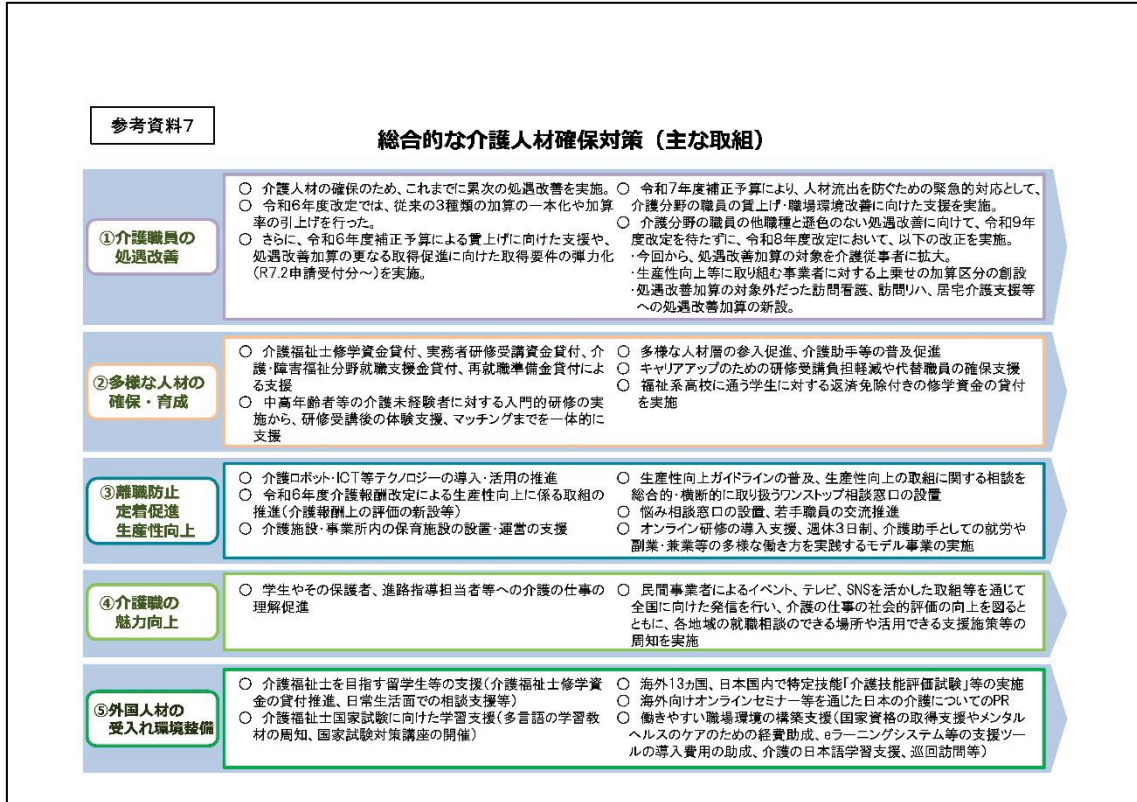 参考資料7
総合的な介護人材確保対策（主な取組）
①介護職員の
処遇改善
○ 介護人材の確保のため、これまでに累次の処遇改善を実施。
○ 令和6年度改定では、従来の3種類の加算の一本化や加算
率の引上げを行った。
○ さらに、令和6年度補正予算による賃上げに向けた支援や、
処遇改善加算の更なる取得促進に向けた取得要件の弾力化
（R7.2申請受付分～）を実施。
○ 令和7年度補正予算により、人材流出を防ぐための緊急的対応として、
介護分野の職員の賃上げ・職場環境改善に向けた支援を実施。
○ 介護分野の職員の他職種と遜色のない処遇改善に向けて、令和9年
度改定を待たずに、令和8年度改定において、以下の改正を実施。
・今回から、処遇改善加算の対象を介護従事者に拡大。
・生産性向上等に取り組む事業者に対する上乗せの加算区分の創設
・処遇改善加算の対象外だった訪問看護、訪問リハ、居宅介護支援等
への処遇改善加算の新設。
②多様な人材の
確保・育成
○ 介護福祉士修学資金貸付、実務者研修受講資金貸付、介
護・障害福祉分野就職支援金貸付、再就職準備金貸付によ
る支援
○ 中高年齢者等の介護未経験者に対する入門的研修の実
施から、研修受講後の体験支援、マッチングまでを一体的に
支援
○ 多様な人材層の参入促進、介護助手等の普及促進
○ キャリアアップのための研修受講負担軽減や代替職員の確保支援
○ 福祉系高校に通う学生に対する返済免除付きの修学資金の貸付
を実施
③離職防止
定着促進
生産性向上
○ 介護ロボット・ICT等テクノロジーの導入・活用の推進
○ 令和6年度介護報酬改定による生産性向上に係る取組の
推進（介護報酬上の評価の新設等）
○ 介護施設・事業所内の保育施設の設置・運営の支援
○ 生産性向上ガイドラインの普及、生産性向上の取組に関する相談を
総合的・横断的に取り扱うワンストップ相談窓口の設置
○ 悩み相談窓口の設置、若手職員の交流推進
○ オンライン研修の導入支援、週休3日制、介護助手としての就労や
副業・兼業等の多様な働き方を実践するモデル事業の実施
④介護職の
魅力向上
○ 学生やその保護者、進路指導担当者等への介護の仕事の
理解促進
○ 民間事業者によるイベント、テレビ、SNSを活かした取組等を通じて
全国に向けた発信を行い、介護の仕事の社会的評価の向上を図ると
ともに、各地域の就職相談のできる場所や活用できる支援施策等の
周知を実施
⑤外国人材の
受入れ環境整備
○ 介護福祉士を目指す留学生等の支援（介護福祉士修学資
金の貸付推進、日常生活面での相談支援等）
○ 介護福祉士国家試験に向けた学習支援（多言語の学習教
材の周知、国家試験対策講座の開催）
○ 海外13ヵ国、日本国内で特定技能「介護技能評価試験」等の実施
○ 海外向けオンラインセミナー等を通じた日本の介護についてのPR
○ 働きやすい職場環境の構築支援（国家資格の取得支援やメンタル
ヘルスのケアのための経費助成、eラーニングシステム等の支援ツー
ルの導入費用の助成、介護の日本語学習支援、巡回訪問等）